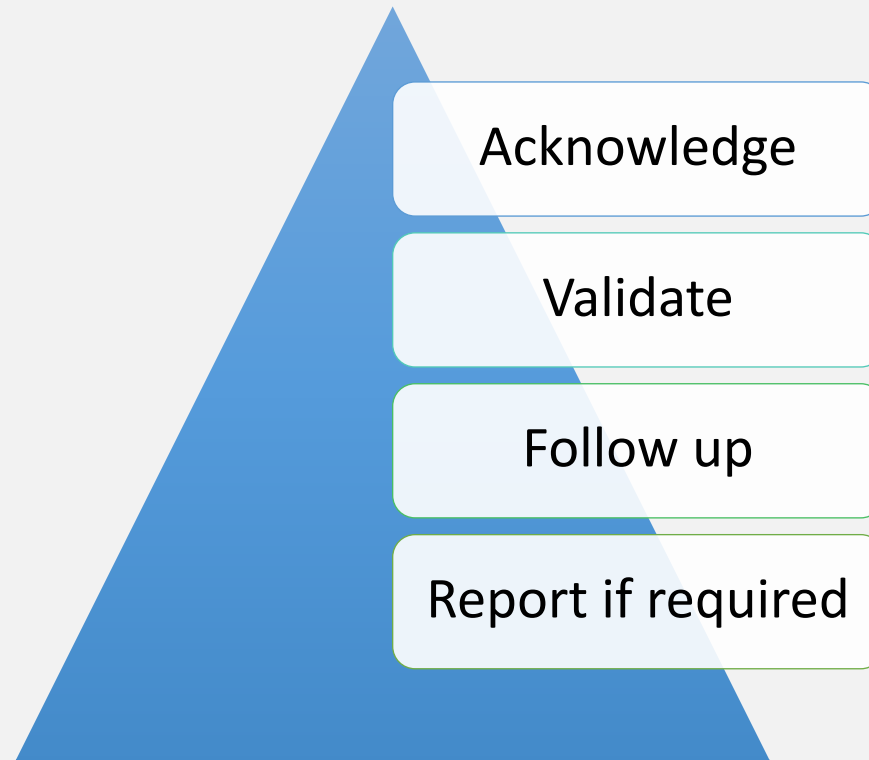 Acknowledge
Validate
Follow up
Report if required